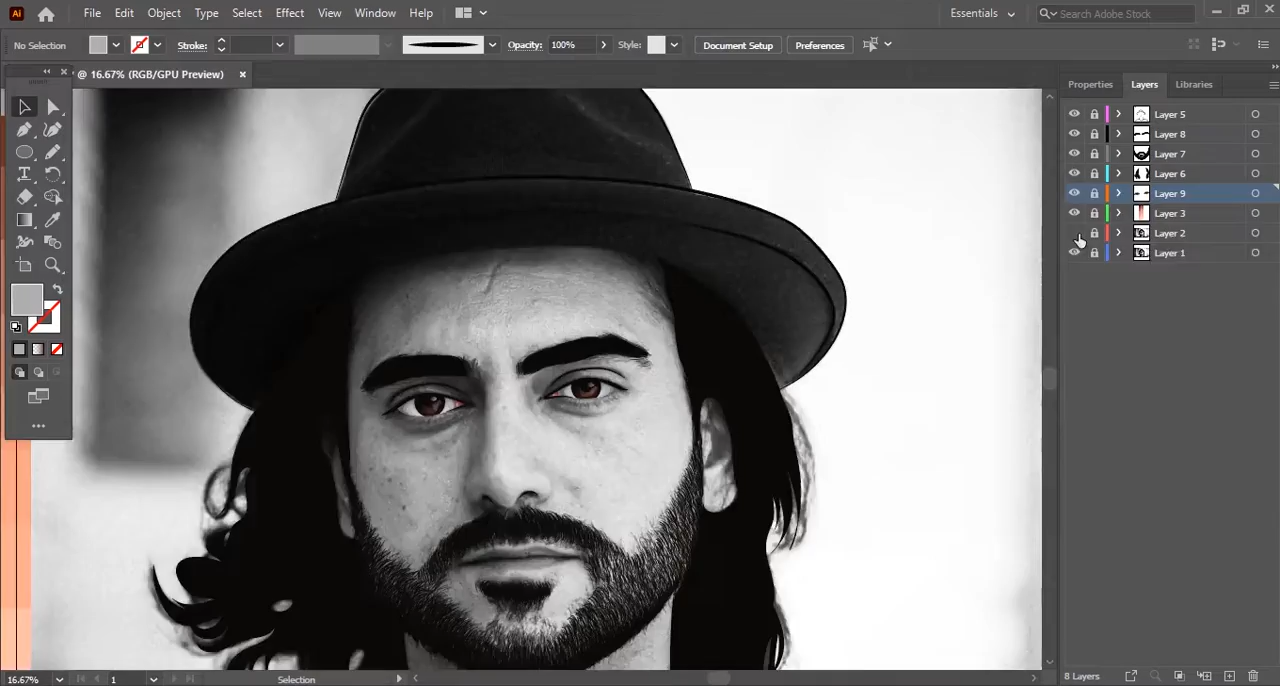 Ai File Edit Object Type Select Effect View Window Help Essentials Search Adobe Stock
No Selection Stroke: Opacity: 100% Style: Document Setup Preferences
@ 16.67% (RGB/GPU Preview)
Properties Layers Libraries
Layer 5
Layer 8
Layer 7
Layer 6
Layer 9
Layer 3
Layer 2
Layer 1
16.67% 1 Selection 8 Layers